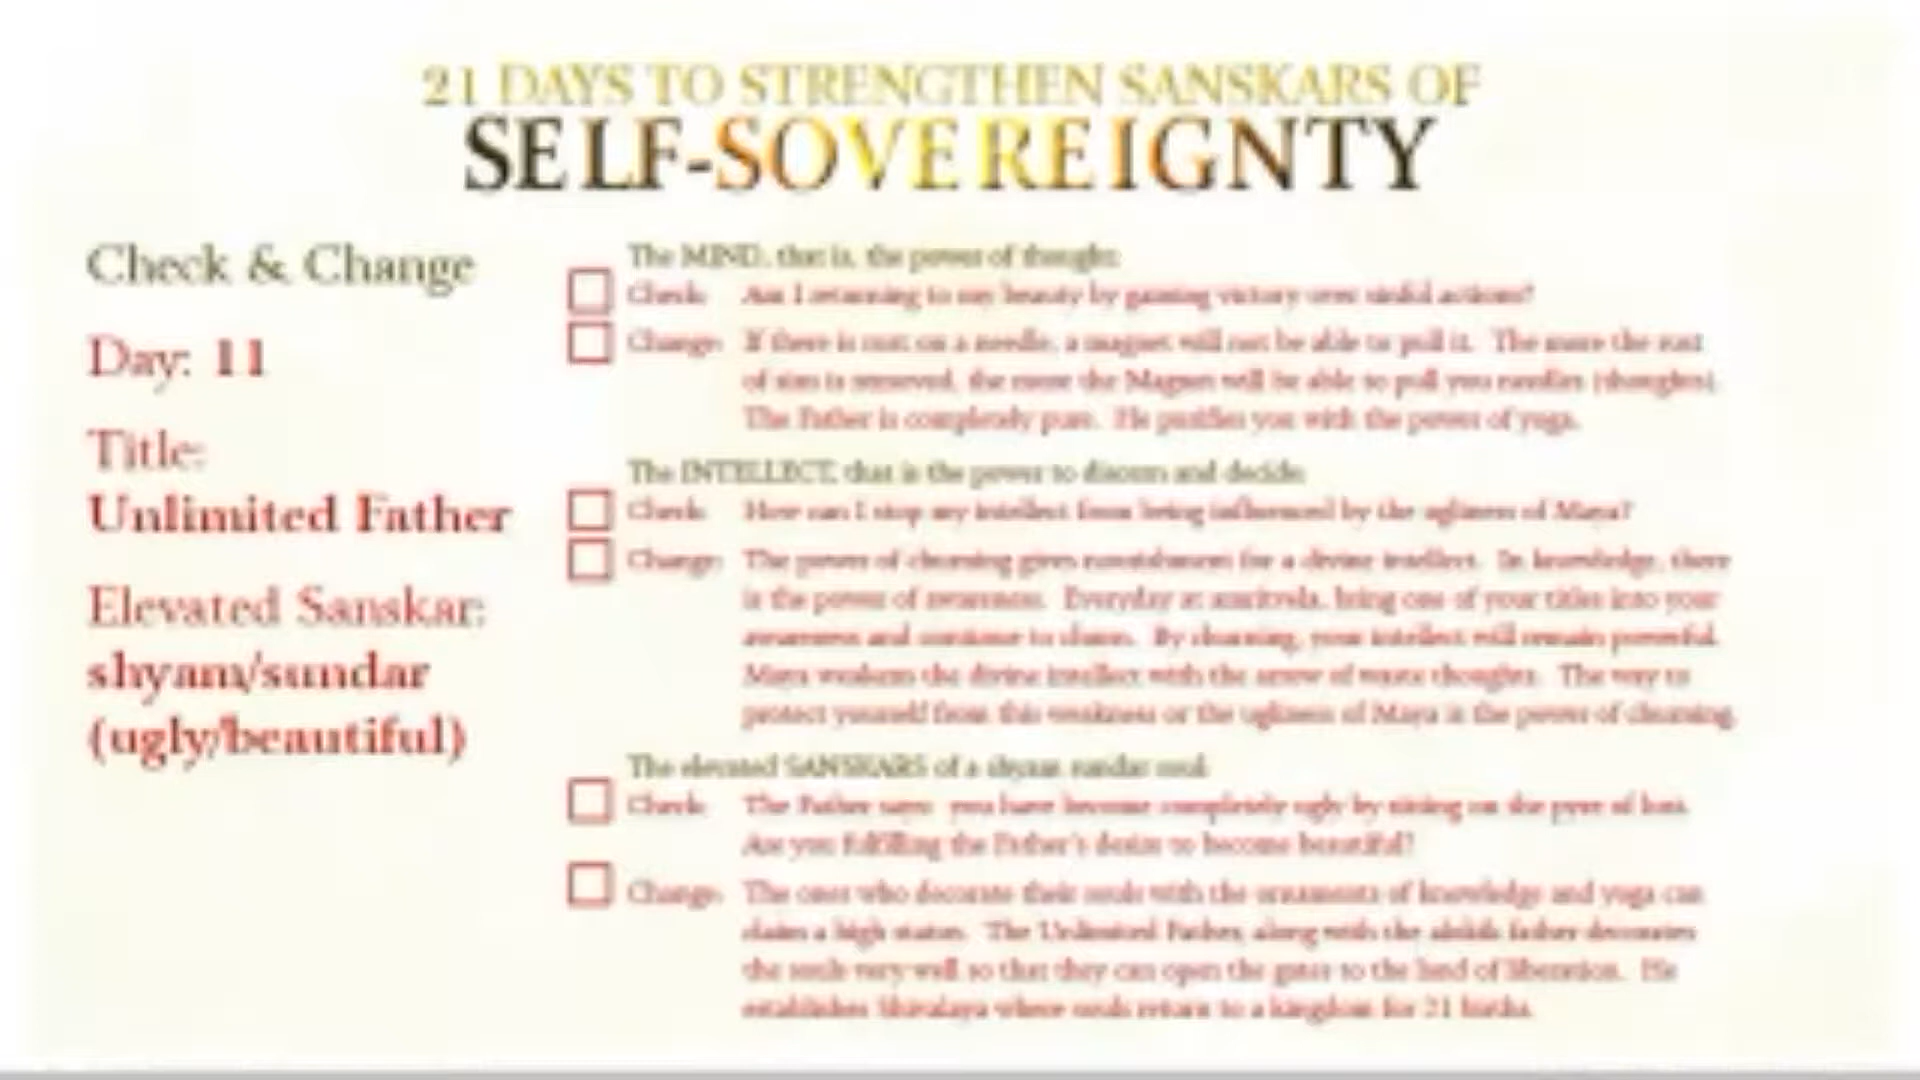 21 DAYS TO STRENGTHEN SANSKARS OF
SELF-SOVEREIGNTY
Check & Change
Day: 11
Title:
Unlimited Father
Elevated Sanskar:
shyam/sundar
(ugly/beautiful)
The MIND, that is, the power of thought:
Check: Am I returning to my beauty by gaining victory over sinful actions?
Change: If there is rust on a needle, a magnet will not be able to pull it. The more the rust
of sins is removed, the more the Magnet will be able to pull you needles (thoughts).
The Father is completely pure. He purifies you with the power of yoga.
The INTELLECT, that is the power to discern and decide:
Check: How can I stop my intellect from being influenced by the ugliness of Maya?
Change: The power of churning gives nourishment for a divine intellect. In knowledge, there
is the power of awareness. Everyday at amritvela, bring one of your titles into your
awareness and continue to churn. By churning, your intellect will remain powerful.
Maya weakens the divine intellect with the arrow of waste thoughts. The way to
protect yourself from this weakness or the ugliness of Maya is the power of churning.
The elevated SANSKARS of a shyam sundar soul:
Check: The Father says: you have become completely ugly by sitting on the pyre of lust.
Are you fulfilling the Father's desire to become beautiful?
Change: The ones who decorate their souls with the ornaments of knowledge and yoga can
claim a high status. The Unlimited Father, along with the father decorates
the souls very well so that they can open the gates to the land of liberation. He
establishes Shivalaya where souls return to a kingdom for 21 births.